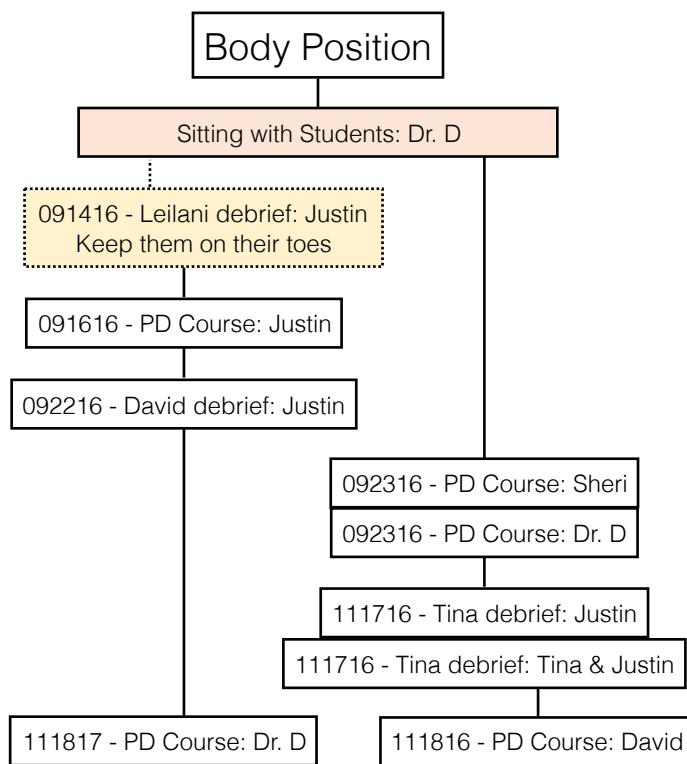 Body Position
Sitting with Students: Dr. D
091416 - Leilani debrief: Justin
Keep them on their toes
091616 - PD Course: Justin
092216 - David debrief: Justin
092316 - PD Course: Sheri
092316 - PD Course: Dr. D
111716 - Tina debrief: Justin
111716 - Tina debrief: Tina & Justin
111817 - PD Course: Dr. D
111816 - PD Course: David